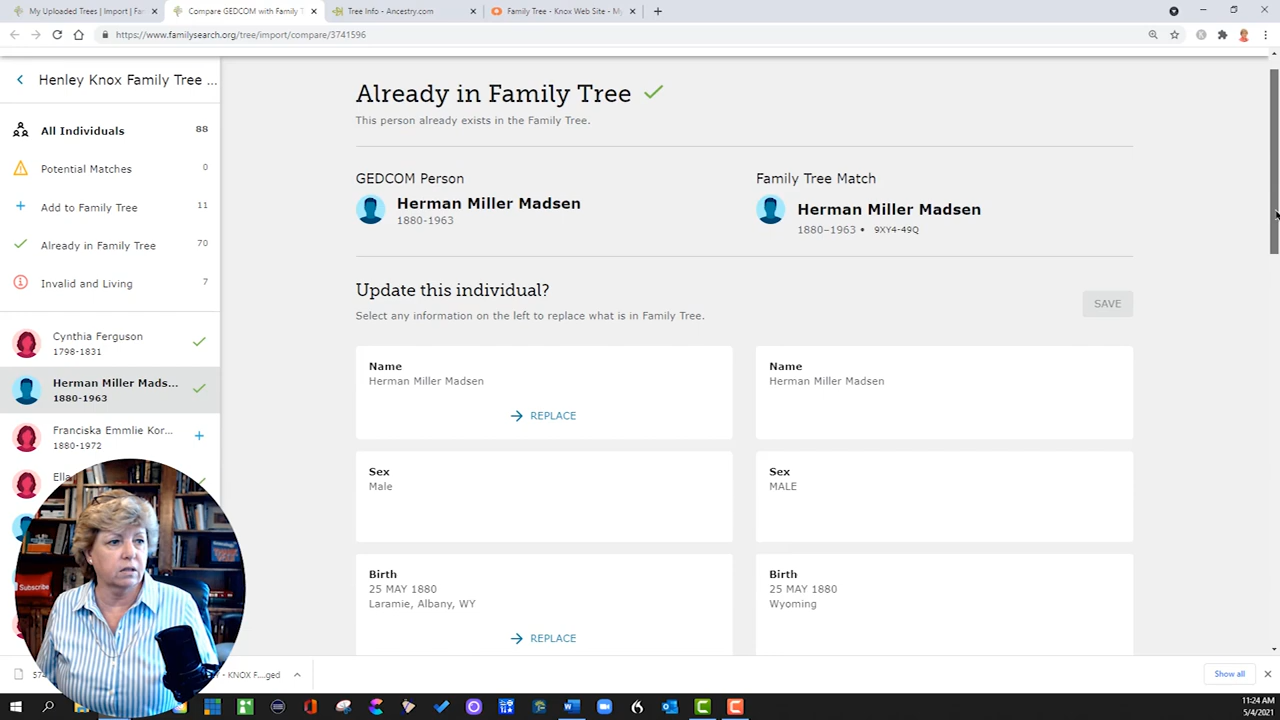 My Uploaded Trees | Import | Fa
Compare GEDCOM with Family T
Tree Info - Ancestry.com
Family Tree - Knox Web Site - My
https://www.familysearch.org/tree/import/compare/3741596
Henley Knox Family Tree ...
All Individuals 88
Potential Matches 0
Add to Family Tree 11
Already in Family Tree 70
Invalid and Living 7
Cynthia Ferguson
1798-1831
Herman Miller Mads...
1880-1963
Franciska Emmlie Kor...
1880-1972
Ella
Subscribe
Already in Family Tree
This person already exists in the Family Tree.
GEDCOM Person
Herman Miller Madsen
1880-1963
Family Tree Match
Herman Miller Madsen
1880–1963 • 9XY4-49Q
Update this individual?
Select any information on the left to replace what is in Family Tree.
SAVE
Name
Herman Miller Madsen
REPLACE
Name
Herman Miller Madsen
Sex
Male
Sex
MALE
Birth
25 MAY 1880
Laramie, Albany, WY
REPLACE
Birth
25 MAY 1880
Wyoming
- KNOX F....ged
Show all
11:24 AM
5/4/2021